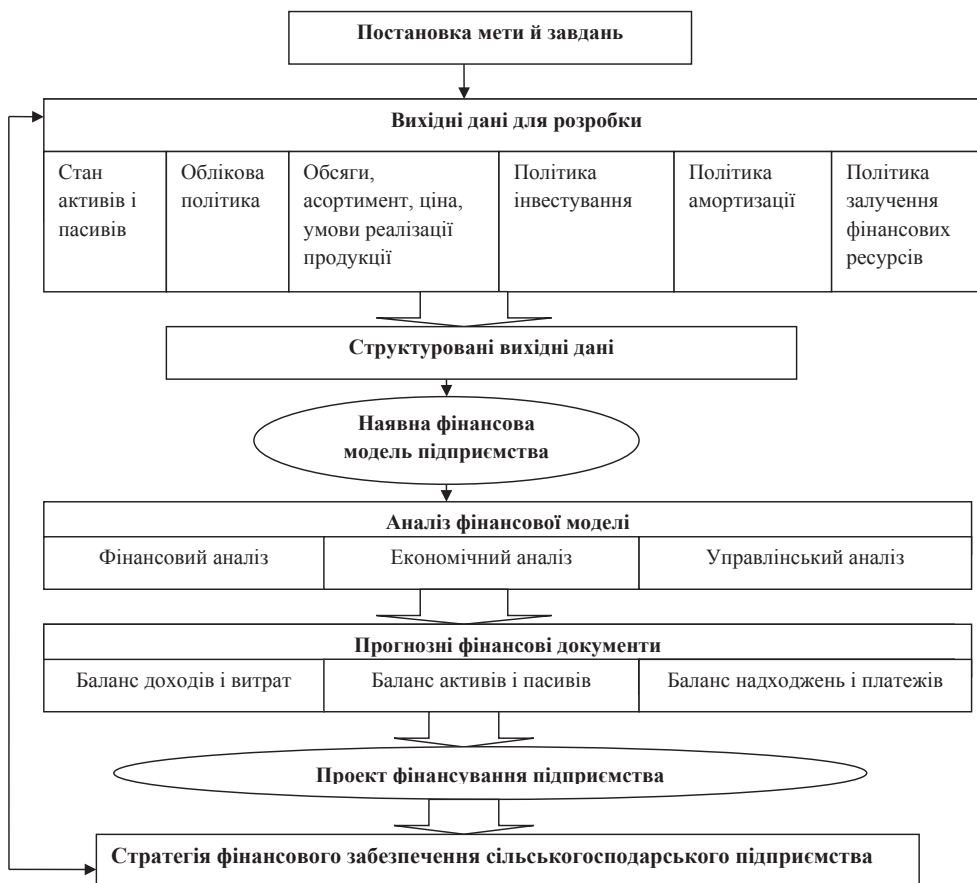 Постановка мети й завдань
Вихідні дані для розробки
Стан
активів і
пасивів
Облікова
політика
Обсяги,
асортимент, ціна,
умови реалізації
продукції
Політика
інвестування
Політика
амортизації
Політика
залучення
фінансових
ресурсів
Структуровані вихідні дані
Наявна фінансова
модель підприємства
Аналіз фінансової моделі
Фінансовий аналіз
Економічний аналіз
Управлінський аналіз
Прогнозні фінансові документи
Баланс доходів і витрат
Баланс активів і пасивів
Баланс надходжень і платежів
Проект фінансування підприємства
Стратегія фінансового забезпечення сільськогосподарського підприємства